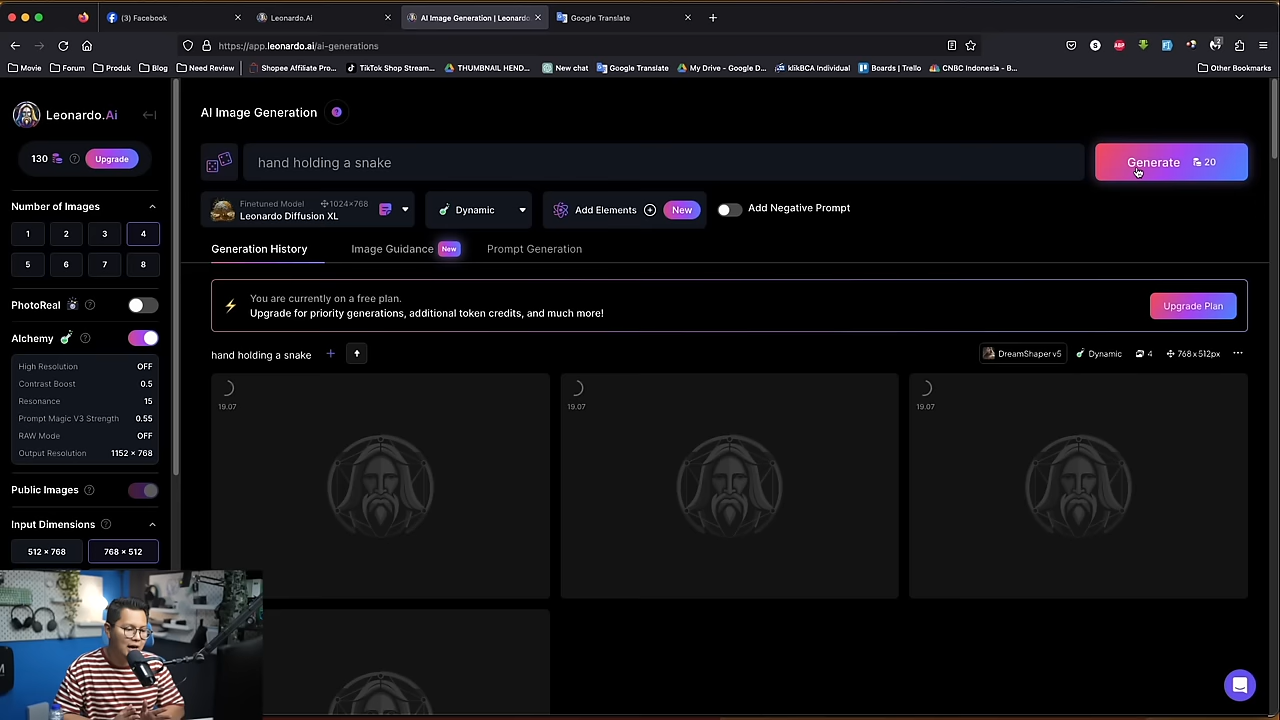 (3) Facebook
Leonardo.Ai
AI Image Generation | Leonardo
Google Translate
https://app.leonardo.ai/ai-generations
Movie
Forum
Produk
Blog
Need Review
Shopee Affiliate Pro...
TikTok Shop Stream...
THUMBNAIL HEND...
New chat
Google Translate
My Drive - Google D...
klikBCA Individual
Boards | Trello
CNBC Indonesia - B...
Other Bookmarks
Leonardo.Ai
130
Upgrade
Number of Images
1 2 3 4
5 6 7 8
PhotoReal
Alchemy
High Resolution OFF
Contrast Boost 0.5
Resonance 15
Prompt Magic V3 Strength 0.55
RAW Mode OFF
Output Resolution 1152 × 768
Public Images
Input Dimensions
512 × 768 768 × 512
AI Image Generation
hand holding a snake
Generate 20
Finetuned Model 1024×768
Leonardo Diffusion XL
Dynamic
Add Elements
New
Add Negative Prompt
Generation History
Image Guidance New
Prompt Generation
You are currently on a free plan.
Upgrade for priority generations, additional token credits, and much more!
Upgrade Plan
hand holding a snake
DreamShaper v5
Dynamic
4
768x512px
19.07
19.07
19.07